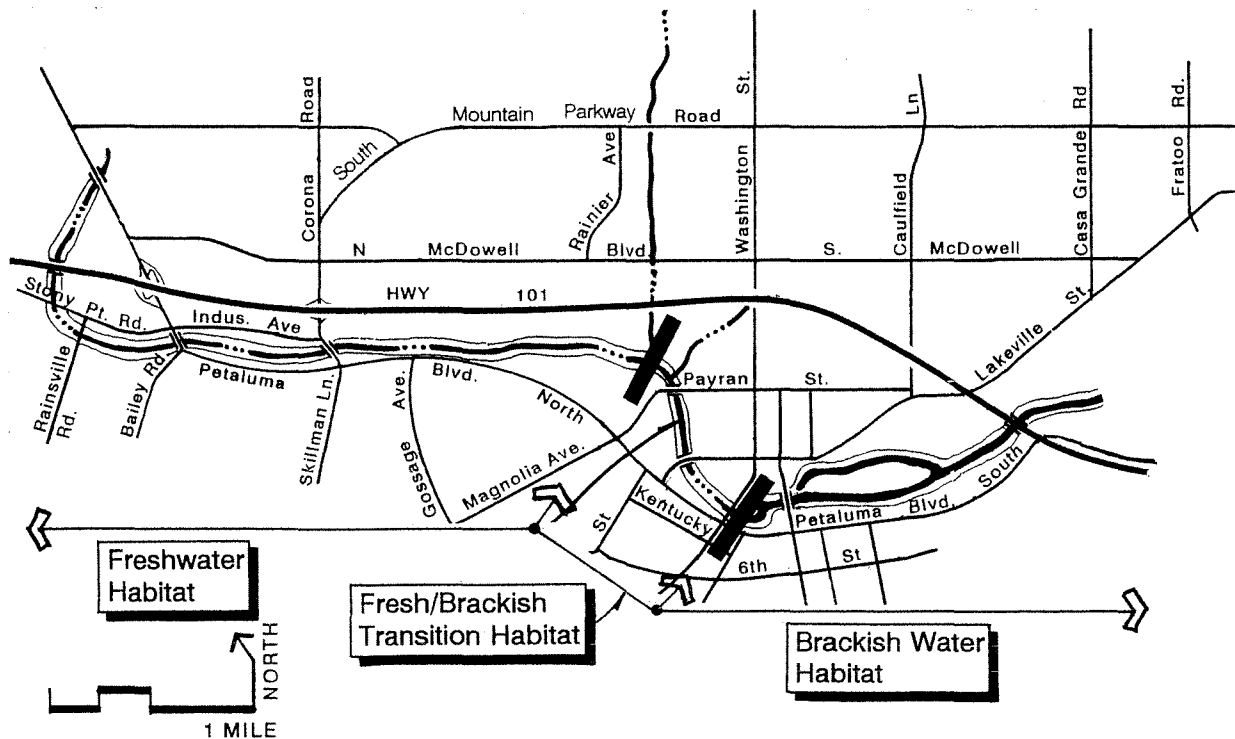 Road
South
Corona
Mountain Parkway Road
Ave
Rainier
St.
Washington
Ln
Caulfield
Casa Grande Rd
Fratoo Rd.
N McDowell Blvd. S. McDowell
HWY 101
Stony Pt. Rd.
Indus. Ave
Lakeville St.
Rainsville Rd.
Bailey Rd.
Petaluma Blvd. North
Skillman Ln.
Gossage Ave.
Magnolia Ave.
Payran St.
Kentucky St
Petaluma Blvd. South
6th St
Freshwater
Habitat
Fresh/Brackish
Transition Habitat
Brackish Water
Habitat
NORTH
1 MILE